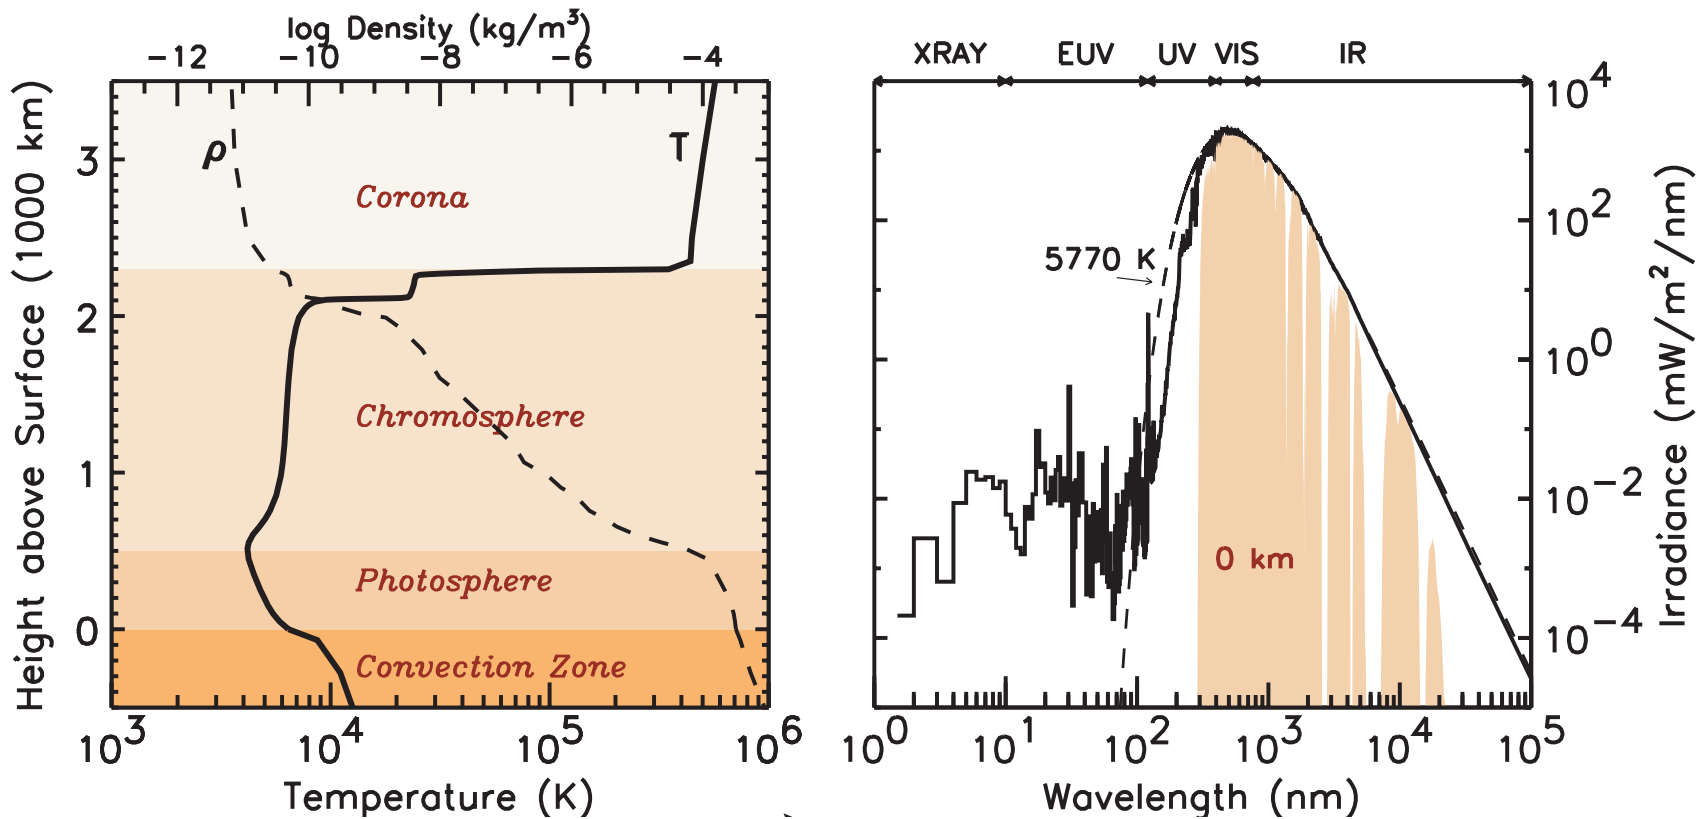 log Density (kg/m³)
−12 −10 −8 −6 −4
Height above Surface (1000 km)
3
2
1
0
ρ
T
Corona
Chromosphere
Photosphere
Convection Zone
10³ 10⁴ 10⁵ 10⁶
Temperature (K)
XRAY EUV UV VIS IR
5770 K
0 km
10⁴
10²
10⁰
10⁻²
10⁻⁴
Irradiance (mW/m²/nm)
10⁰ 10¹ 10² 10³ 10⁴ 10⁵
Wavelength (nm)